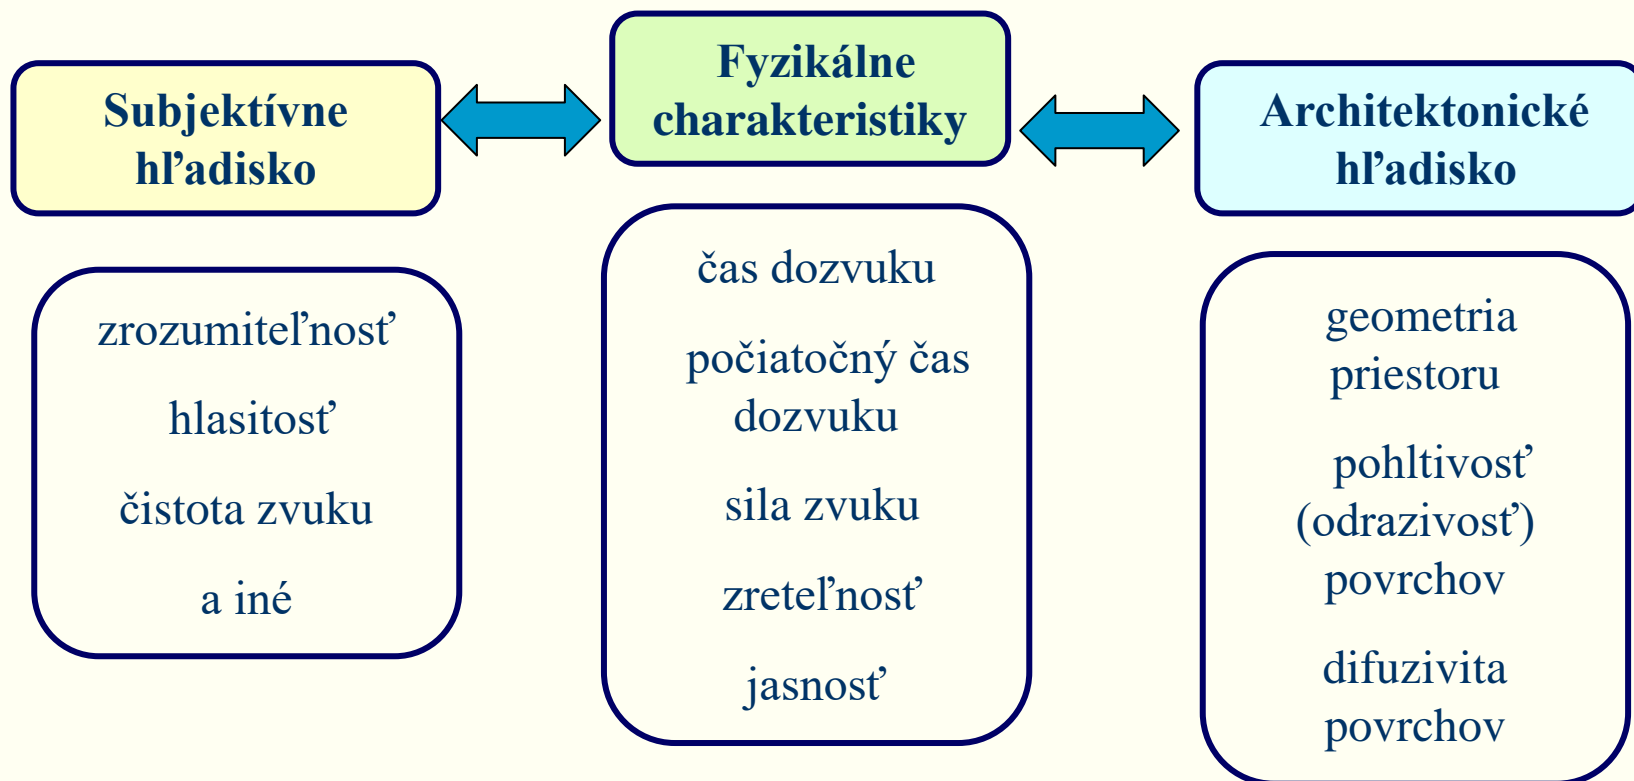 Subjektívne
hľadisko
Fyzikálne
charakteristiky
Architektonické
hľadisko
zrozumiteľnosť
hlasitosť
čistota zvuku
a iné
čas dozvuku
počiatočný čas
dozvuku
sila zvuku
zreteľnosť
jasnosť
geometria
priestoru
pohltivosť
(odrazivosť)
povrchov
difuzivita
povrchov